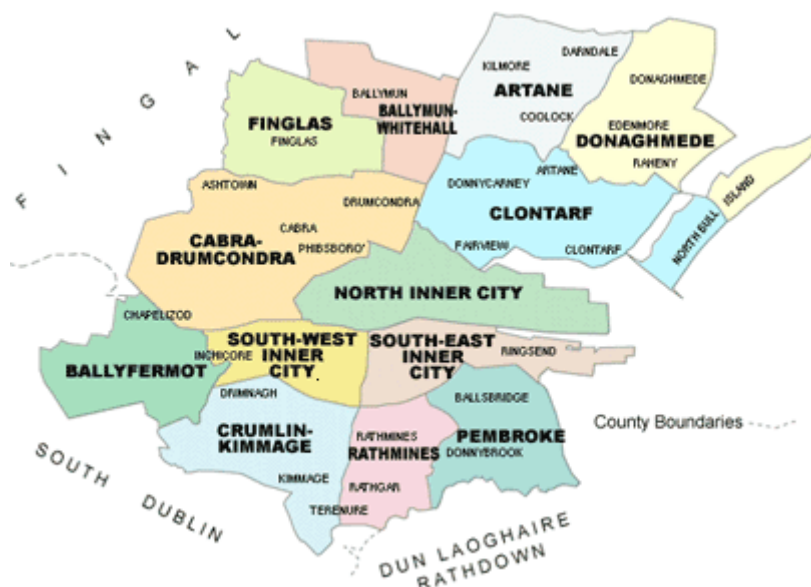 FINGAL
BALLYMUN
BALLYMUN-
WHITEHALL
FINGLAS
FINGLAS
KILMORE
DARNDALE
ARTANE
COOLOCK
DONAGHMEDE
EDENMORE
DONAGHMEDE
RAHENY
ASHTOWN
DRUMCONDRA
CABRA
CABRA-
DRUMCONDRA
PHIBSBORO'
DONNYCARNEY
ARTANE
CLONTARF
FAIRVIEW
CLONTARF
NORTH BULL
ISLAND
NORTH INNER CITY
CHAPELIZOD
BALLYFERMOT
INCHICORE
SOUTH-WEST
INNER
CITY
SOUTH-EAST
INNER
CITY
RINGSEND
DRIMNAGH
CRUMLIN-
KIMMAGE
KIMMAGE
TERENURE
RATHMINES
RATHMINES
RATHGAR
BALLSBRIDGE
PEMBROKE
DONNYBROOK
County Boundaries
SOUTH DUBLIN
DUN LAOGHAIRE
RATHDOWN